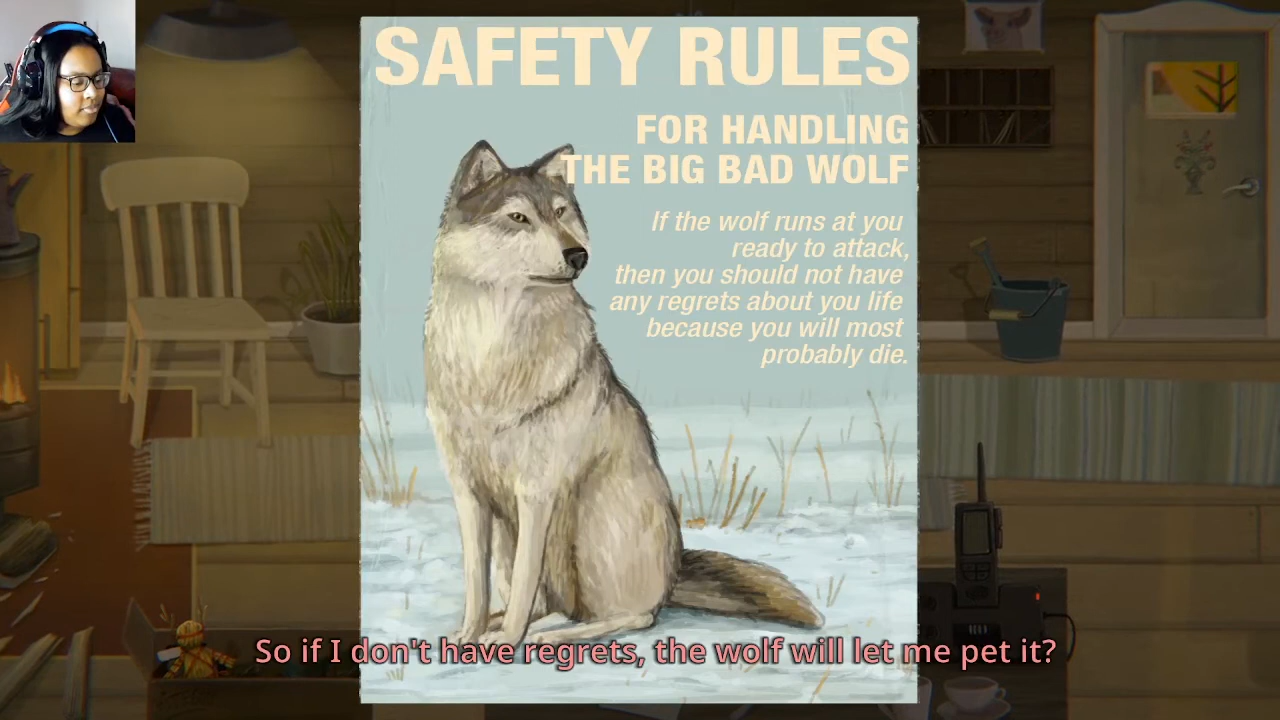 SAFETY RULES
FOR HANDLING
THE BIG BAD WOLF
If the wolf runs at you
ready to attack,
then you should not have
any regrets about you life
because you will most
probably die.
So if I don't have regrets, the wolf will let me pet it?